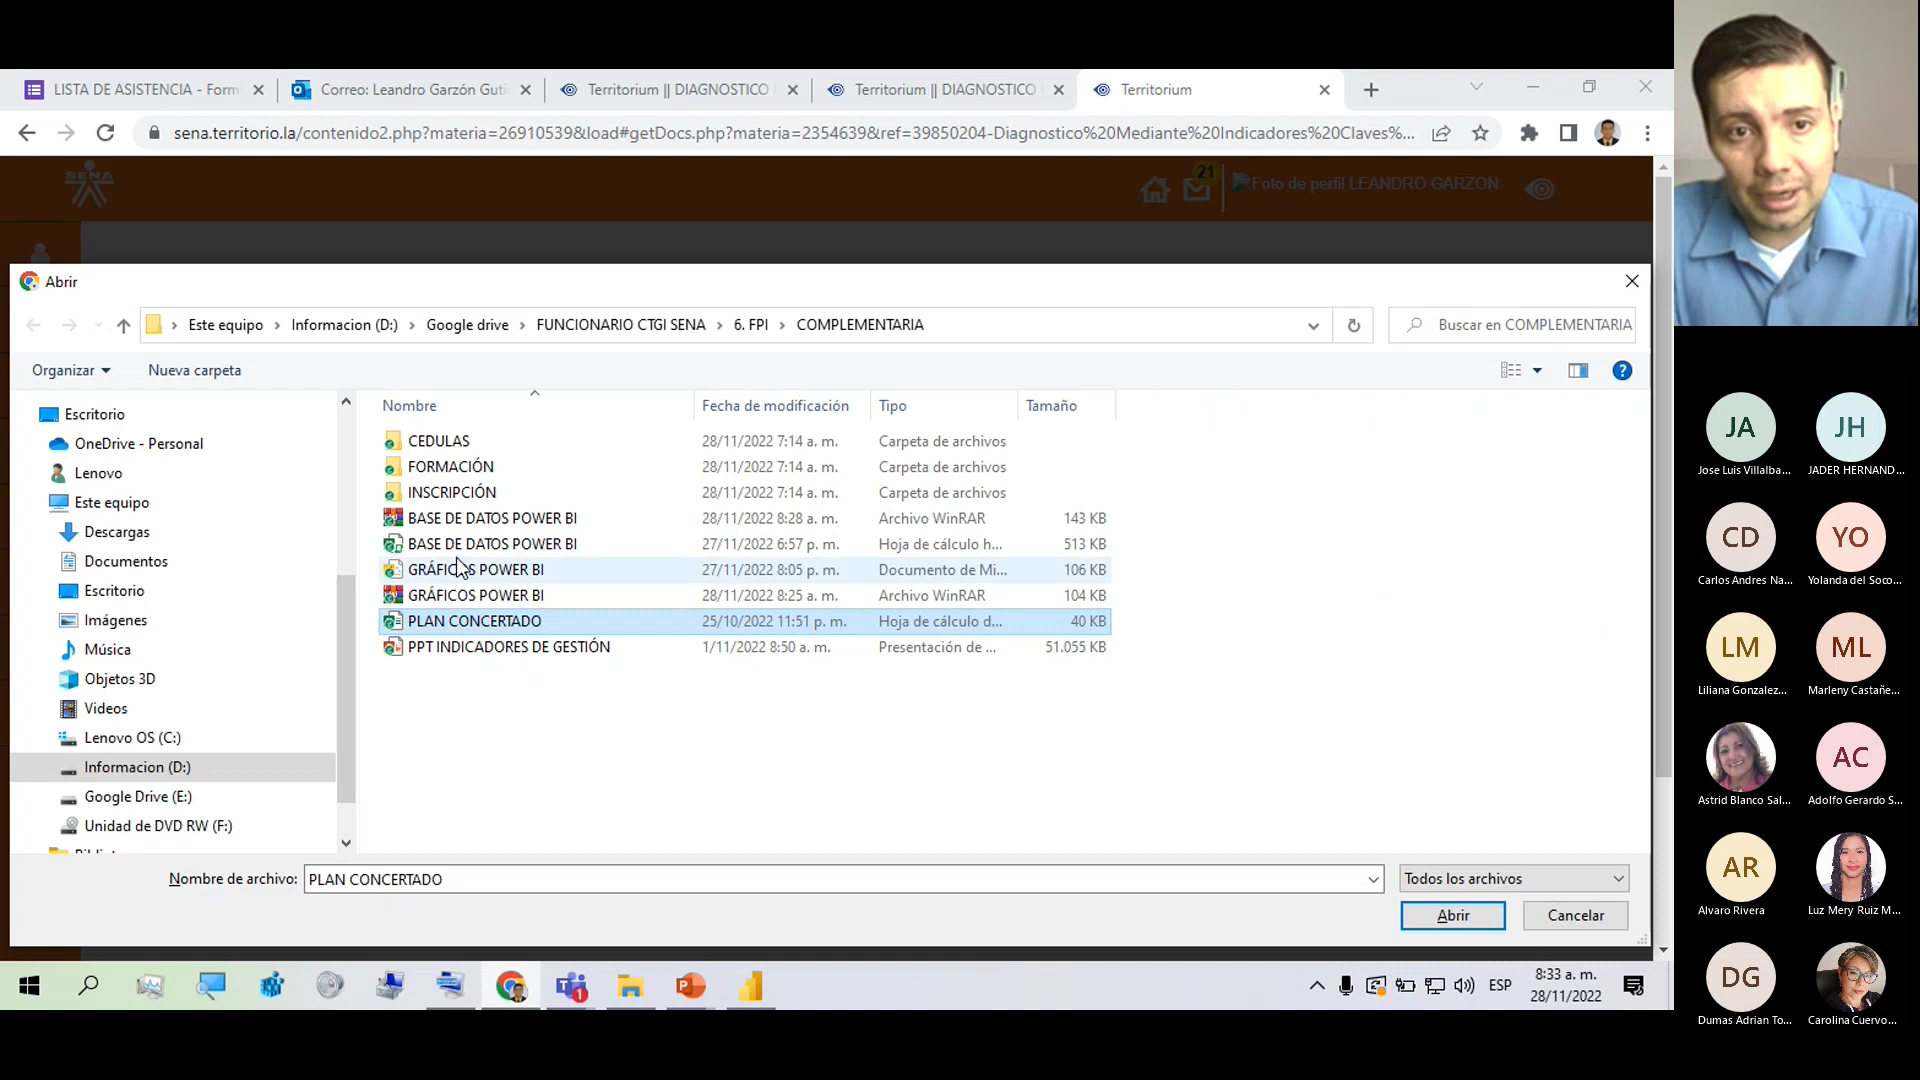 LISTA DE ASISTENCIA - Form
Correo: Leandro Garzón Guti
Territorium || DIAGNOSTICO
Territorium || DIAGNOSTICO
Territorium
sena.territorio.la/contenido2.php?materia=26910539&load#getDocs.php?materia=2354639&ref=39850204-Diagnostico%20Mediante%20Indicadores%20Claves%...
SENA
21
Foto de perfil LEANDRO GARZON
Abrir
Este equipo > Informacion (D:) > Google drive > FUNCIONARIO CTGI SENA > 6. FPI > COMPLEMENTARIA
Buscar en COMPLEMENTARIA
Organizar
Nueva carpeta
Escritorio
OneDrive - Personal
Lenovo
Este equipo
Descargas
Documentos
Escritorio
Imágenes
Música
Objetos 3D
Videos
Lenovo OS (C:)
Informacion (D:)
Google Drive (E:)
Unidad de DVD RW (F:)
Nombre Fecha de modificación Tipo Tamaño
CEDULAS 28/11/2022 7:14 a. m. Carpeta de archivos
FORMACIÓN 28/11/2022 7:14 a. m. Carpeta de archivos
INSCRIPCIÓN 28/11/2022 7:14 a. m. Carpeta de archivos
BASE DE DATOS POWER BI 28/11/2022 8:28 a. m. Archivo WinRAR 143 KB
BASE DE DATOS POWER BI 27/11/2022 6:57 p. m. Hoja de cálculo h... 513 KB
GRÁFICOS POWER BI 27/11/2022 8:05 p. m. Documento de Mi... 106 KB
GRÁFICOS POWER BI 28/11/2022 8:25 a. m. Archivo WinRAR 104 KB
PLAN CONCERTADO 25/10/2022 11:51 p. m. Hoja de cálculo d... 40 KB
PPT INDICADORES DE GESTIÓN 1/11/2022 8:50 a. m. Presentación de ... 51.055 KB
Nombre de archivo: PLAN CONCERTADO
Todos los archivos
Abrir
Cancelar
1
ESP
8:33 a. m.
28/11/2022
JA
Jose Luis Villalba...
JH
JADER HERNAND...
CD
Carlos Andres Na...
YO
Yolanda del Soco...
LM
Liliana Gonzalez...
ML
Marleny Castañe...
Astrid Blanco Sal...
AC
Adolfo Gerardo S...
AR
Alvaro Rivera
Luz Mery Ruiz M...
DG
Dumas Adrian To...
Carolina Cuervo...